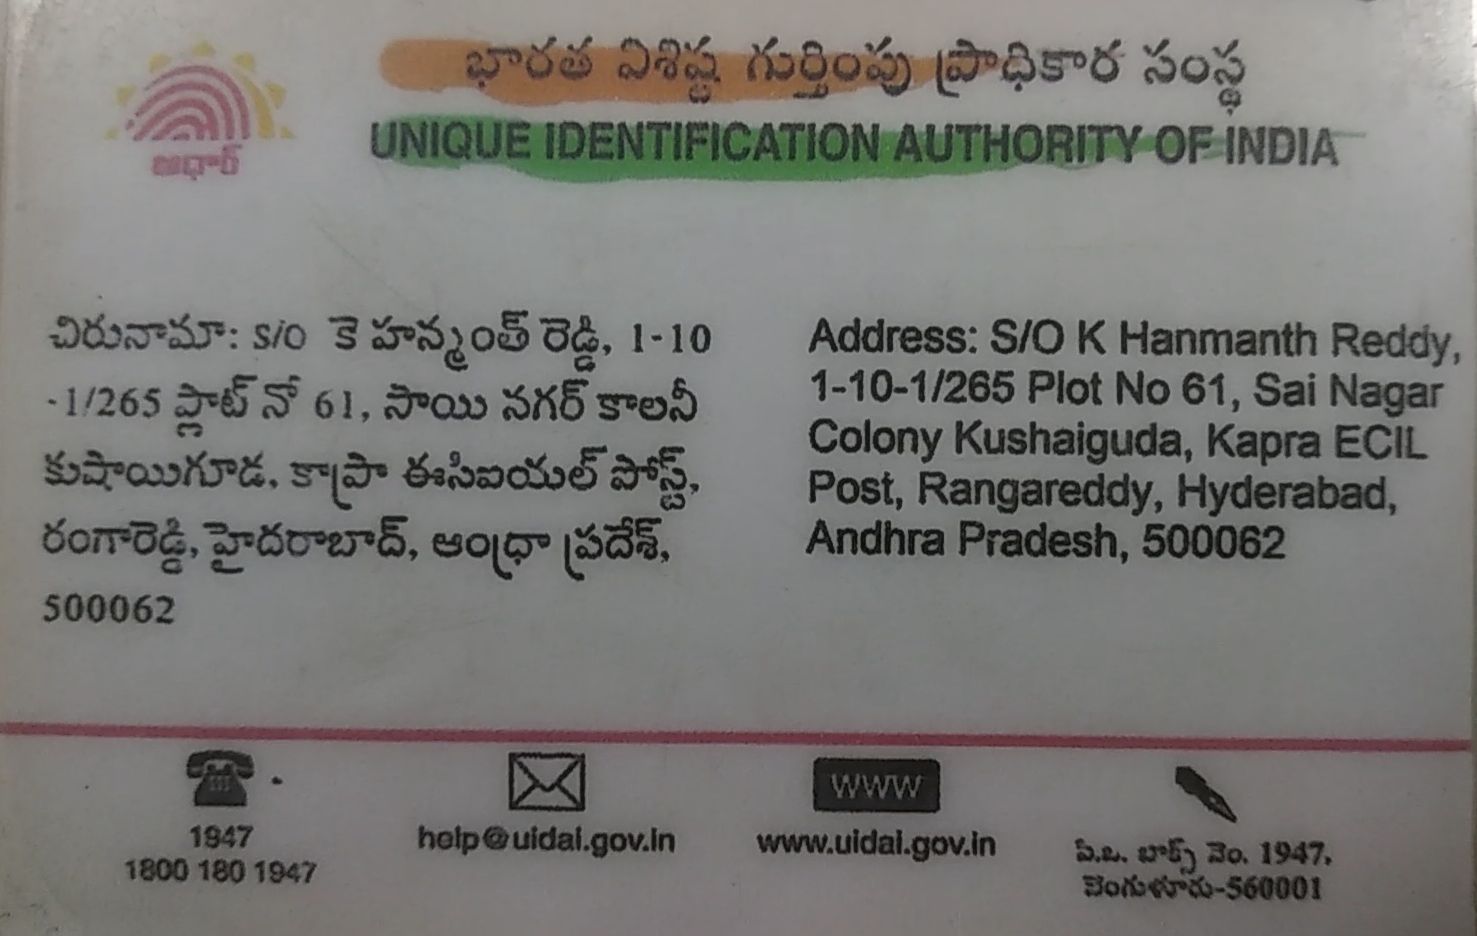 భారత విశిష్ట గుర్తింపు ప్రాధికార సంస్థ
UNIQUE IDENTIFICATION AUTHORITY OF INDIA
ఆధార్
చిరునామా: S/O కె హన్మంత్ రెడ్డి, 1-10
-1/265 ప్లాట్ నో 61, సాయి నగర్ కాలనీ
కుషాయిగూడ, కాప్రా ఈసిఐయల్ పోస్ట్,
రంగారెడ్డి, హైదరాబాద్, ఆంధ్రా ప్రదేశ్,
500062
Address: S/O K Hanmanth Reddy,
1-10-1/265 Plot No 61, Sai Nagar
Colony Kushaiguda, Kapra ECIL
Post, Rangareddy, Hyderabad,
Andhra Pradesh, 500062
1947
1800 180 1947
help@uidai.gov.in
www
www.uidai.gov.in
పి.ఒ. బాక్స్ నెం. 1947,
బెంగుళూరు-560001